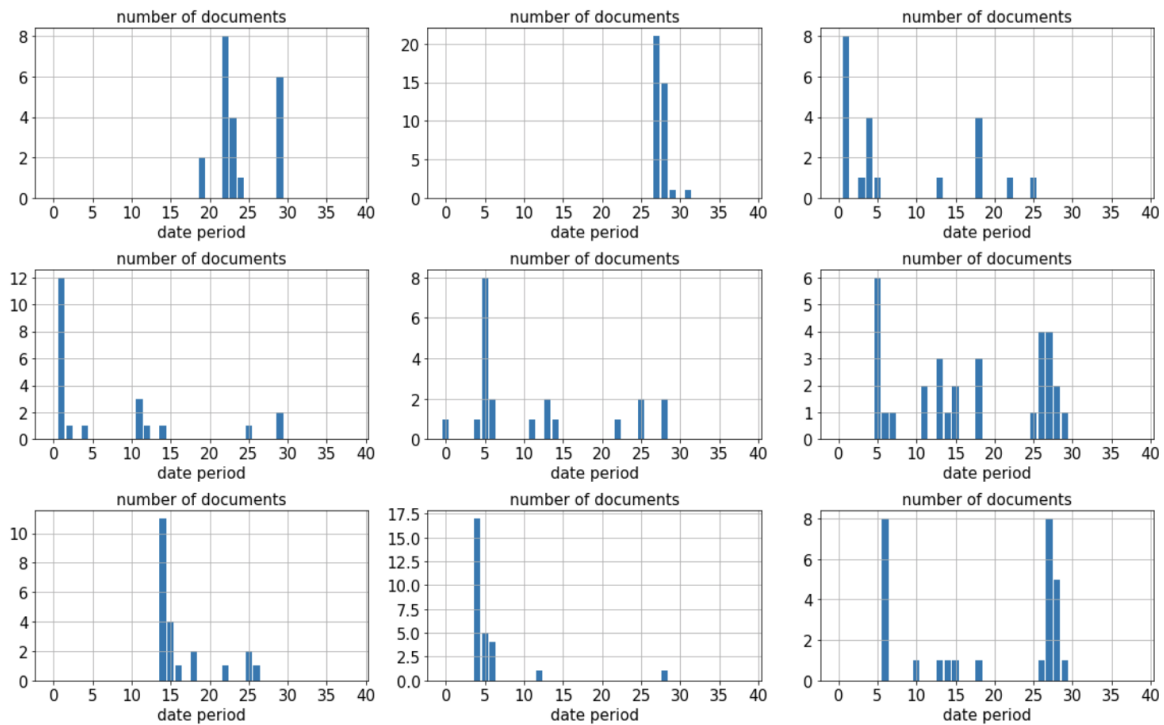 number of documents number of documents number of documents
8 20 8
6 15 6
4 10 4
2 5 2
0 0 0
0 5 10 15 20 25 30 35 40 0 5 10 15 20 25 30 35 40 0 5 10 15 20 25 30 35 40
date period date period date period
number of documents number of documents number of documents
12 8 6
10 6 5
8 4 4
6 2 3
4 0 2
2 1
0 0
0 5 10 15 20 25 30 35 40 0 5 10 15 20 25 30 35 40 0 5 10 15 20 25 30 35 40
date period date period date period
number of documents number of documents number of documents
10 17.5 8
8 15.0 6
6 12.5 4
4 10.0 2
2 7.5 0
0 5.0
2.5
0.0
0 5 10 15 20 25 30 35 40 0 5 10 15 20 25 30 35 40 0 5 10 15 20 25 30 35 40
date period date period date period